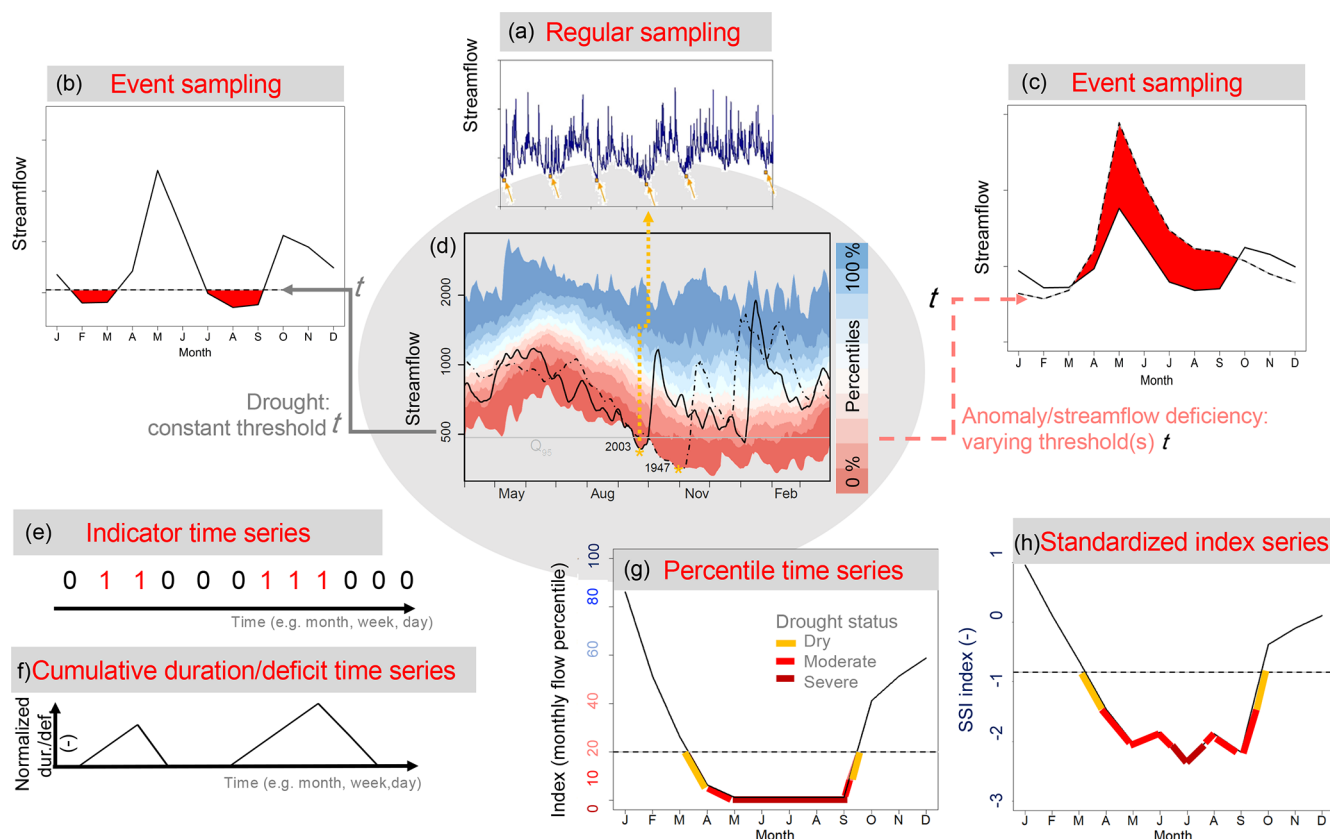 (a) Regular sampling
Streamflow
(b) Event sampling
Streamflow
t
J F M A M J J A S O N D
Month
Drought:
constant threshold t
(c) Event sampling
Streamflow
t
J F M A M J J A S O N D
Month
Anomaly/streamflow deficiency:
varying threshold(s) t
(d)
Streamflow
2000
1000
500
Q95
2003
1947
May Aug Nov Feb
100 %
Percentiles
0 %
(e) Indicator time series
0 1 1 0 0 0 1 1 1 0 0 0
Time (e.g. month, week, day)
f) Cumulative duration/deficit time series
Normalized
dur./def
(-)
Time (e.g. month, week,day)
(g) Percentile time series
Index (monthly flow percentile)
100
80
60
40
20
10
0
Drought status
Dry
Moderate
Severe
J F M A M J J A S O N D
Month
(h) Standardized index series
SSI index (-)
1
0
-1
-2
-3
J F M A M J J A S O N D
Month